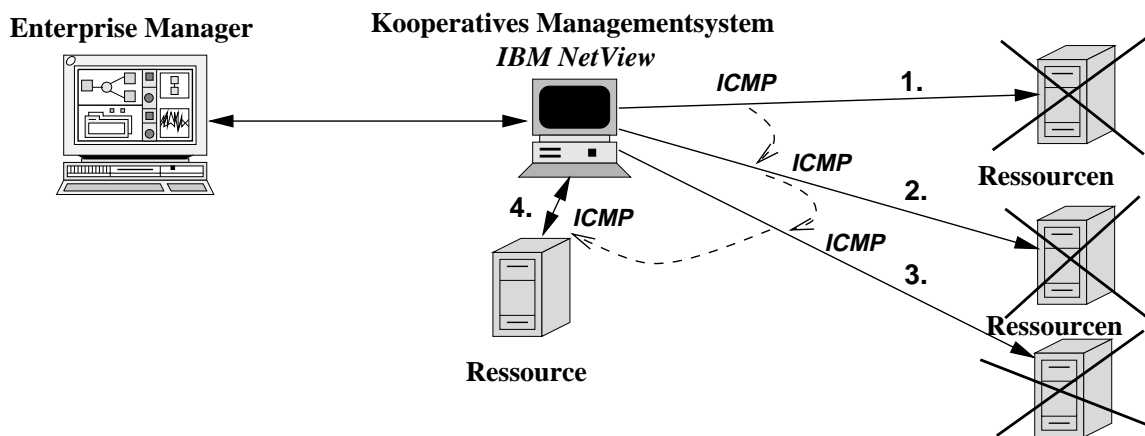 Enterprise Manager
Kooperatives Managementsystem
IBM NetView
ICMP
1.
ICMP
Ressourcen
2.
4.
ICMP
ICMP
3.
Ressourcen
Ressource